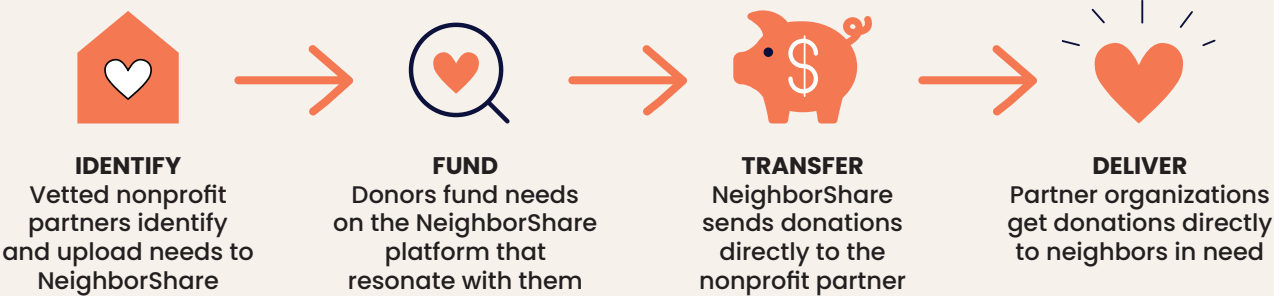 $
IDENTIFY
Vetted nonprofit
partners identify
and upload needs to
NeighborShare
FUND
Donors fund needs
on the NeighborShare
platform that
resonate with them
TRANSFER
NeighborShare
sends donations
directly to the
nonprofit partner
DELIVER
Partner organizations
get donations directly
to neighbors in need